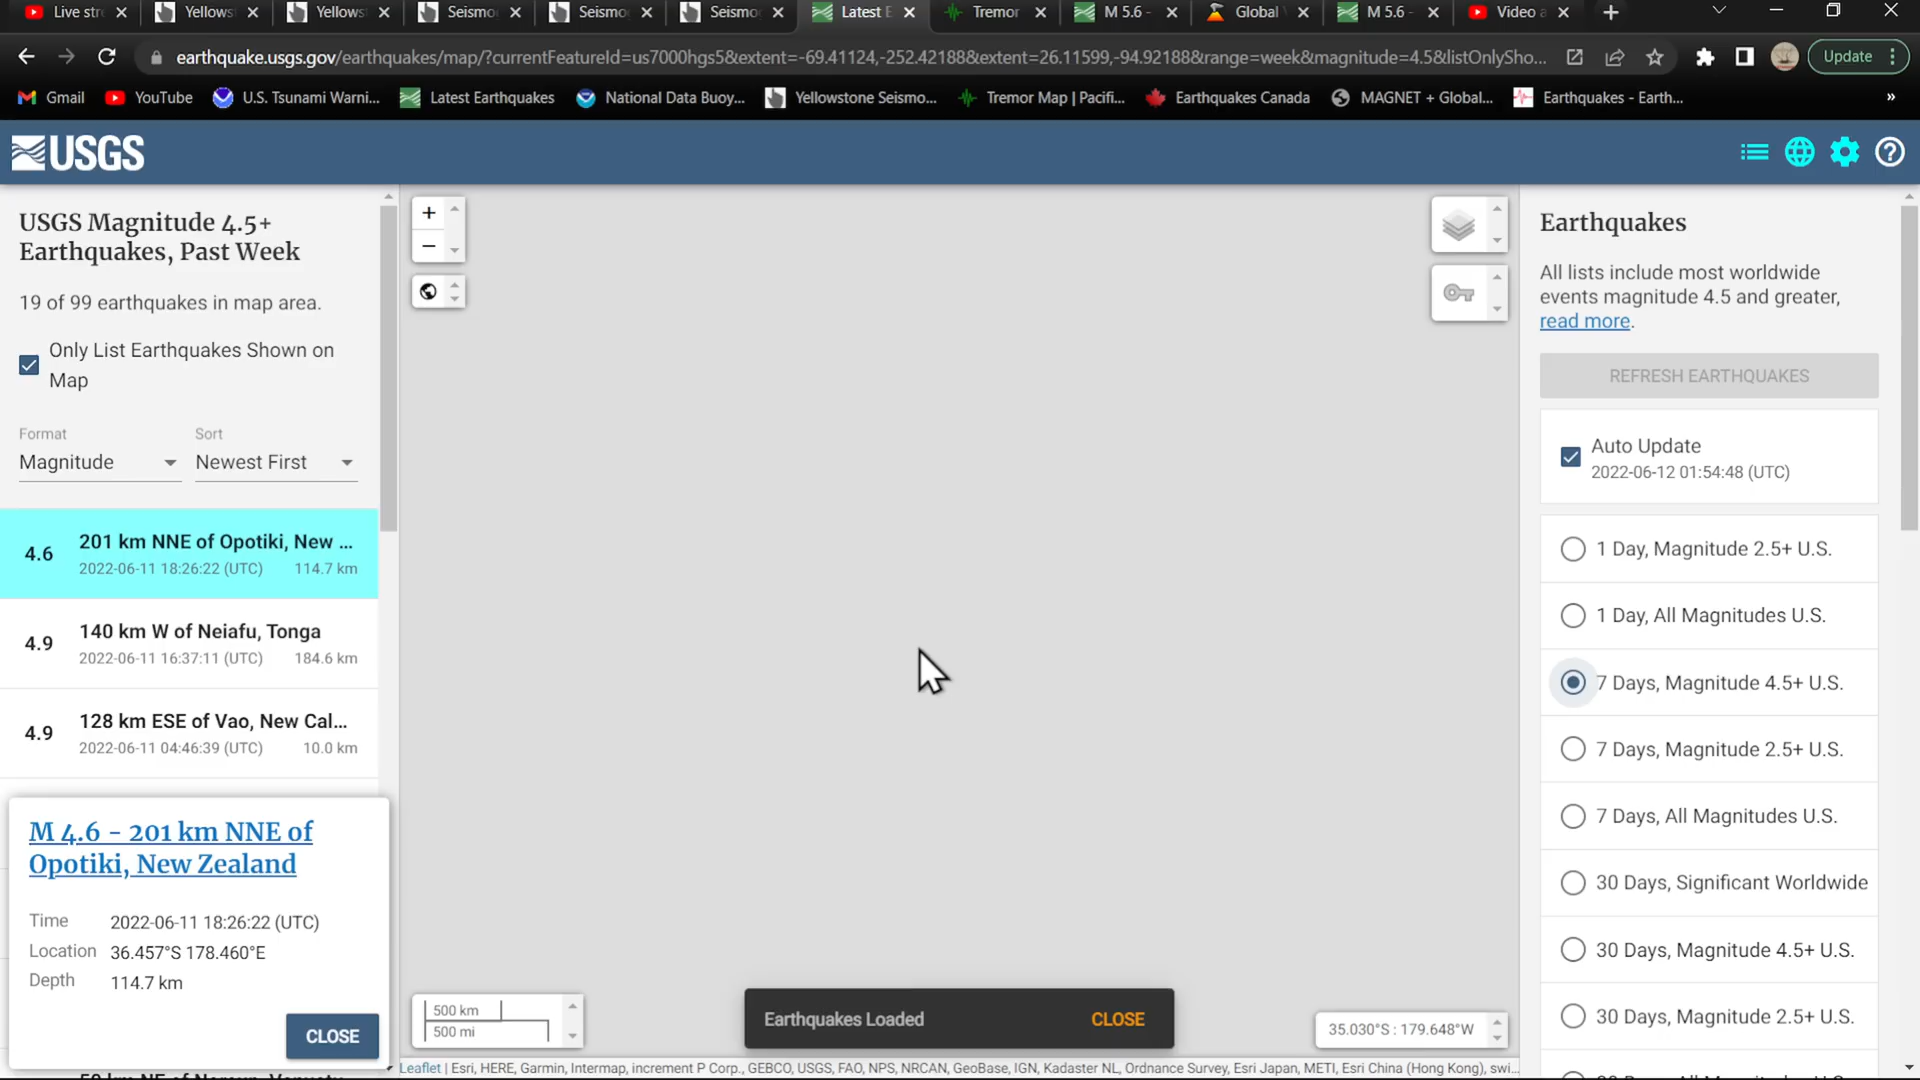 Live str
Yellows
Yellows
Seismo
Seismo
Seismo
Latest E
Tremor
M 5.6 -
Global
M 5.6 -
Video a
earthquake.usgs.gov/earthquakes/map/?currentFeatureId=us7000hgs5&extent=-69.41124,-252.42188&extent=26.11599,-94.92188&range=week&magnitude=4.5&listOnlySho...
Update
Gmail
YouTube
U.S. Tsunami Warni...
Latest Earthquakes
National Data Buoy...
Yellowstone Seismo...
Tremor Map | Pacifi...
Earthquakes Canada
MAGNET + Global...
Earthquakes - Earth...
»
USGS
USGS Magnitude 4.5+
Earthquakes, Past Week
19 of 99 earthquakes in map area.
Only List Earthquakes Shown on
Map
Format
Magnitude
Sort
Newest First
4.6
201 km NNE of Opotiki, New ...
2022-06-11 18:26:22 (UTC) 114.7 km
4.9
140 km W of Neiafu, Tonga
2022-06-11 16:37:11 (UTC) 184.6 km
4.9
128 km ESE of Vao, New Cal...
2022-06-11 04:46:39 (UTC) 10.0 km
M 4.6 - 201 km NNE of
Opotiki, New Zealand
Time 2022-06-11 18:26:22 (UTC)
Location 36.457°S 178.460°E
Depth 114.7 km
CLOSE
+
−
500 km
500 mi
Earthquakes Loaded
CLOSE
35.030°S : 179.648°W
Leaflet | Esri, HERE, Garmin, Intermap, increment P Corp., GEBCO, USGS, FAO, NPS, NRCAN, GeoBase, IGN, Kadaster NL, Ordnance Survey, Esri Japan, METI, Esri China (Hong Kong), swi...
Earthquakes
All lists include most worldwide
events magnitude 4.5 and greater,
read more.
REFRESH EARTHQUAKES
Auto Update
2022-06-12 01:54:48 (UTC)
1 Day, Magnitude 2.5+ U.S.
1 Day, All Magnitudes U.S.
7 Days, Magnitude 4.5+ U.S.
7 Days, Magnitude 2.5+ U.S.
7 Days, All Magnitudes U.S.
30 Days, Significant Worldwide
30 Days, Magnitude 4.5+ U.S.
30 Days, Magnitude 2.5+ U.S.